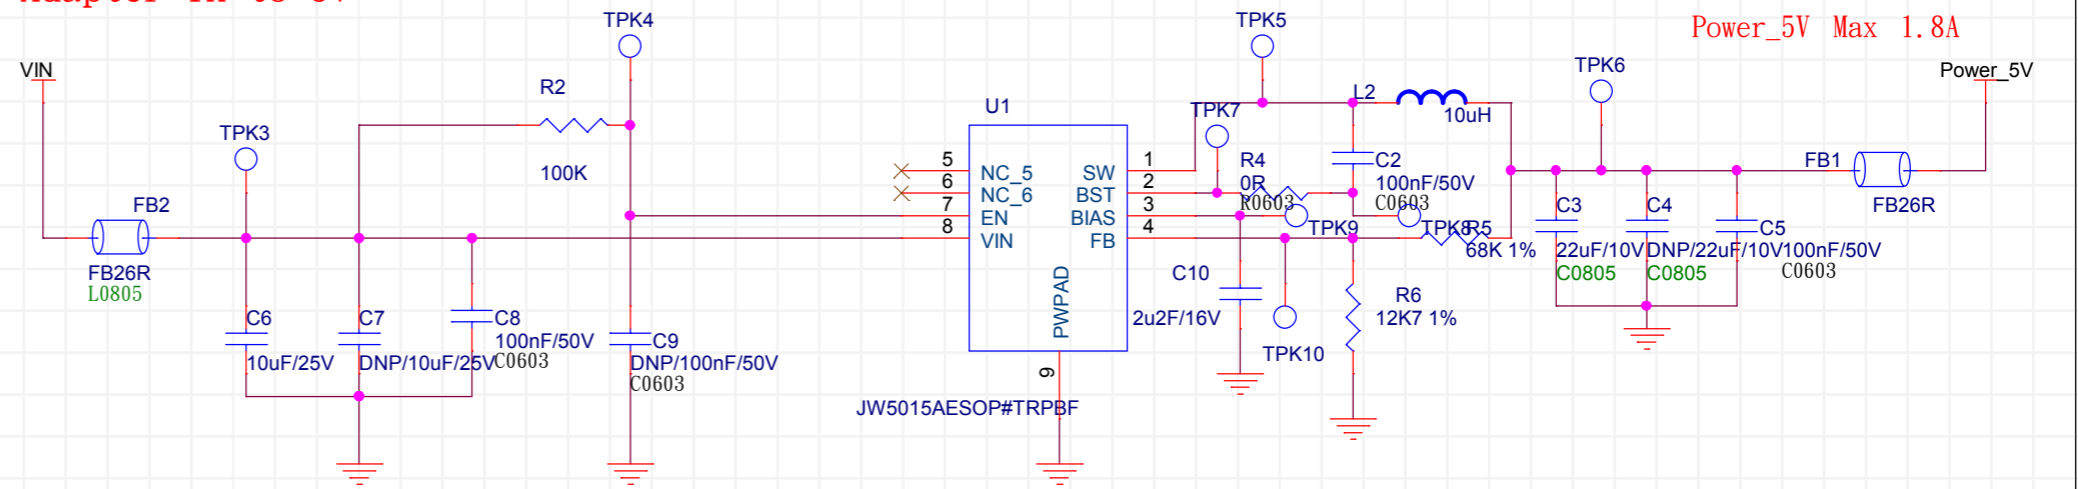 Power_5V Max 1.8A
TPK4
TPK5
VIN
TPK6
Power_5V
R2
L2
U1
TPK7
10uH
TPK3
100K
5
NC_5
SW
1
R4
C2
FB1
6
NC_6
BST
2
0R
100nF/50V
R0603
C0603
FB2
7
EN
BIAS
3
TPK9
TPK8
R5
C3
C4
C5
FB26R
8
VIN
FB
4
68K 1%
22uF/10V
DNP/22uF/10V
100nF/50V
C0805
C0805
C0603
FB26R
L0805
PWPAD
C10
R6
C6
C7
C8
2u2F/16V
12K7 1%
100nF/50V
C9
TPK10
10uF/25V
DNP/10uF/25V
C0603
DNP/100nF/50V
C0603
9
JW5015AESOP#TRPBF